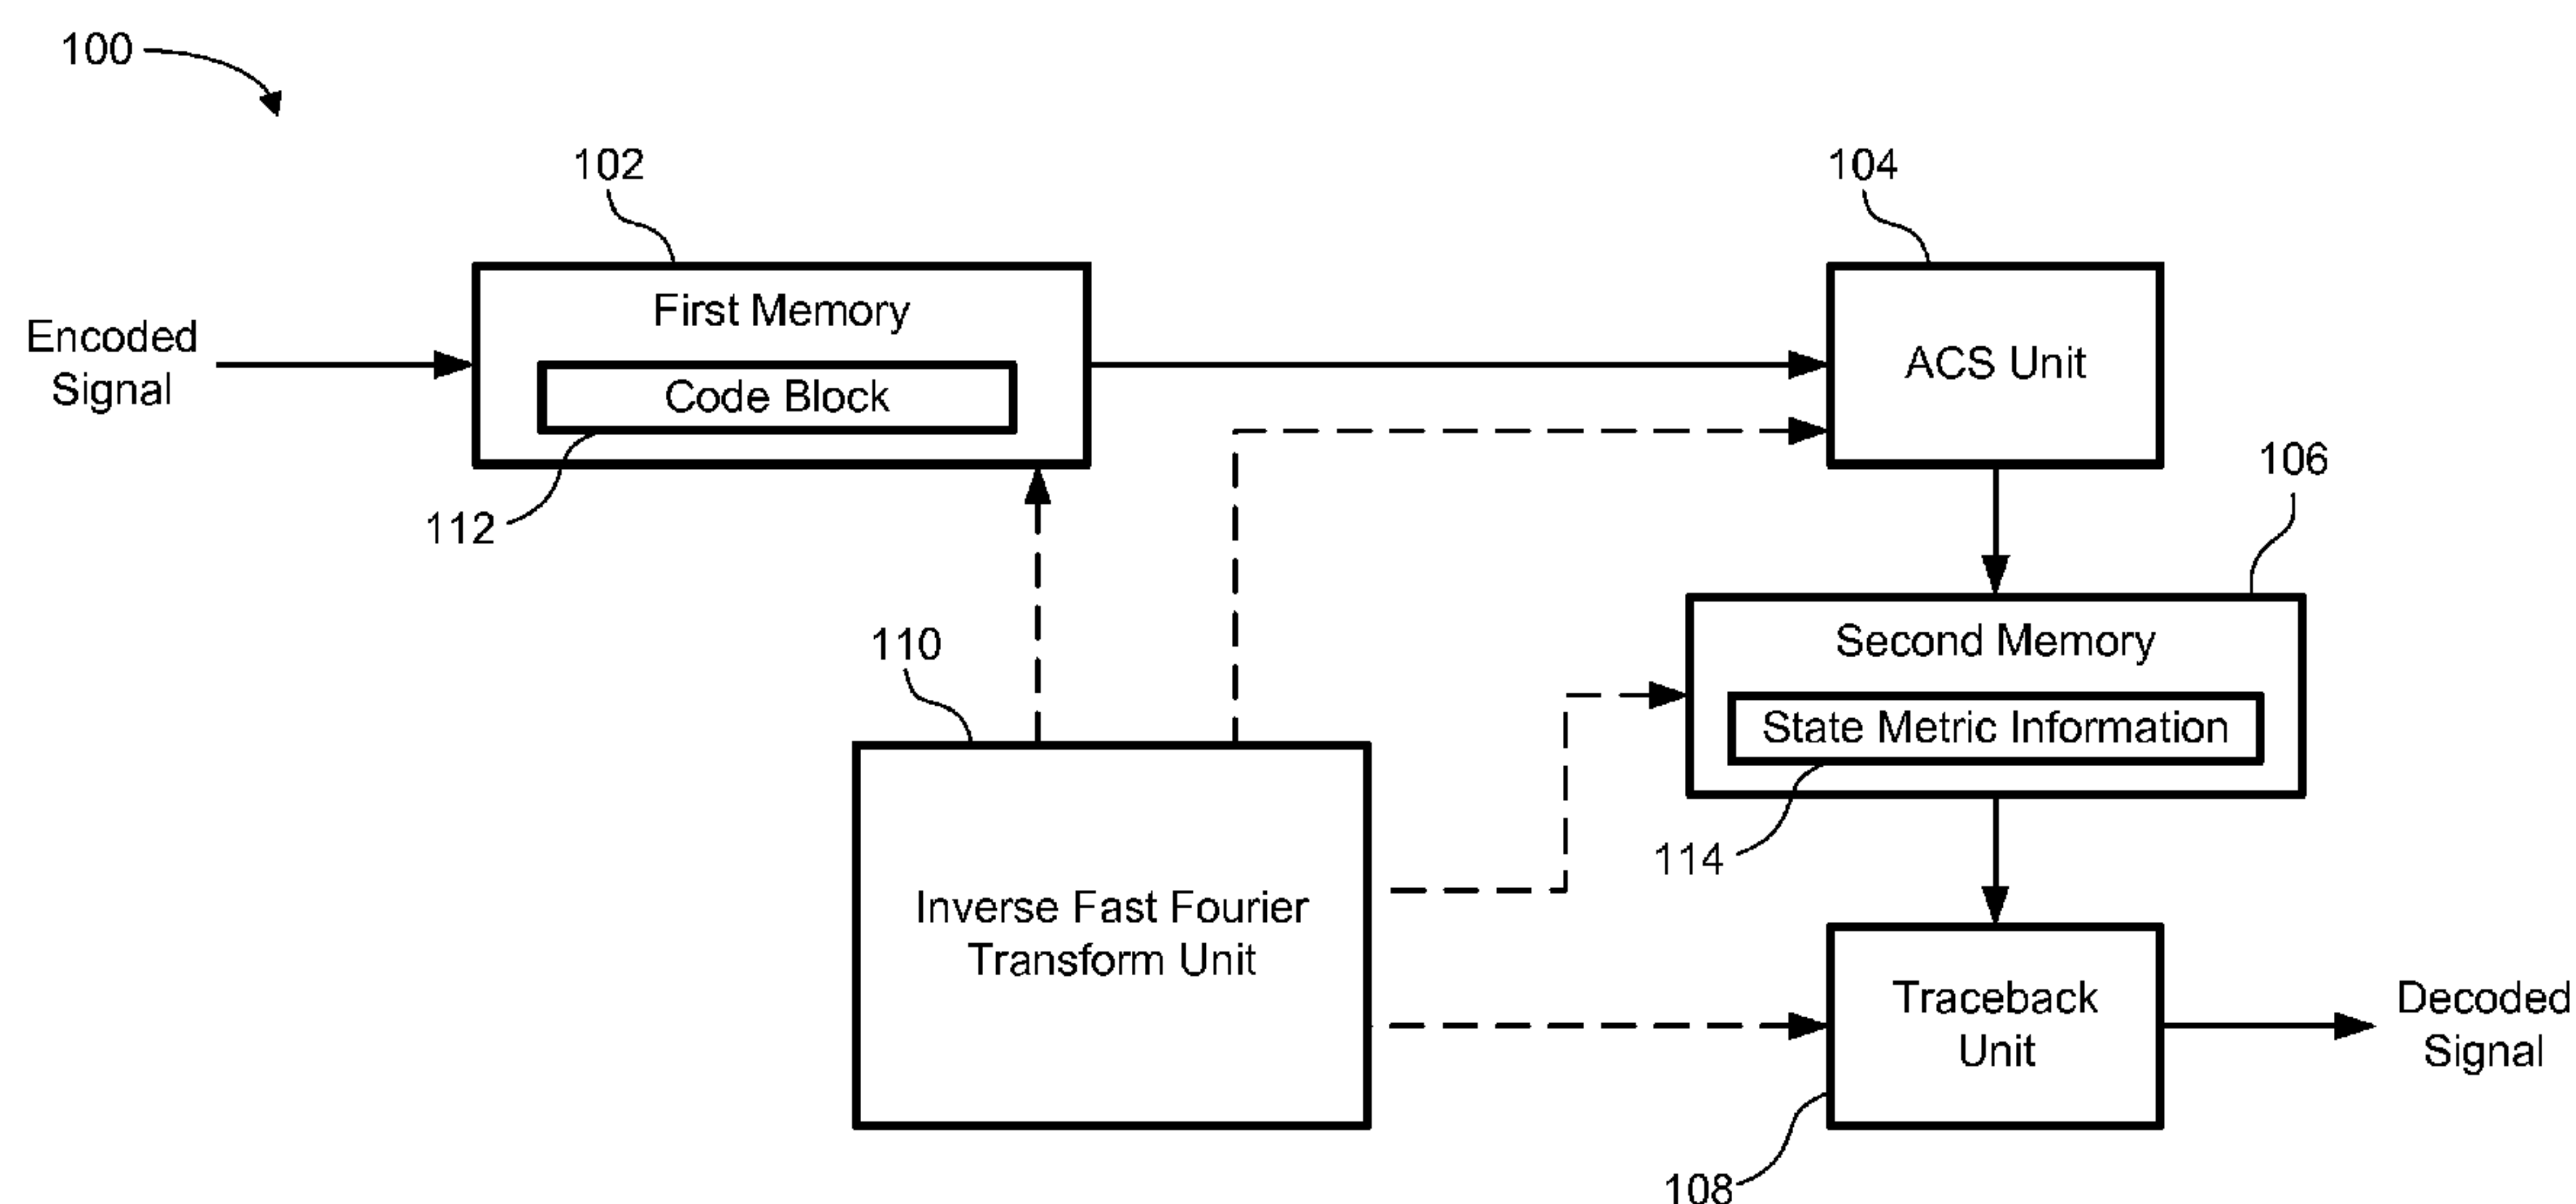 100
102
104
First Memory
Encoded
Signal
Code Block
ACS Unit
112
106
110
Second Memory
State Metric Information
114
Inverse Fast Fourier
Transform Unit
Traceback
Unit
Decoded
Signal
108